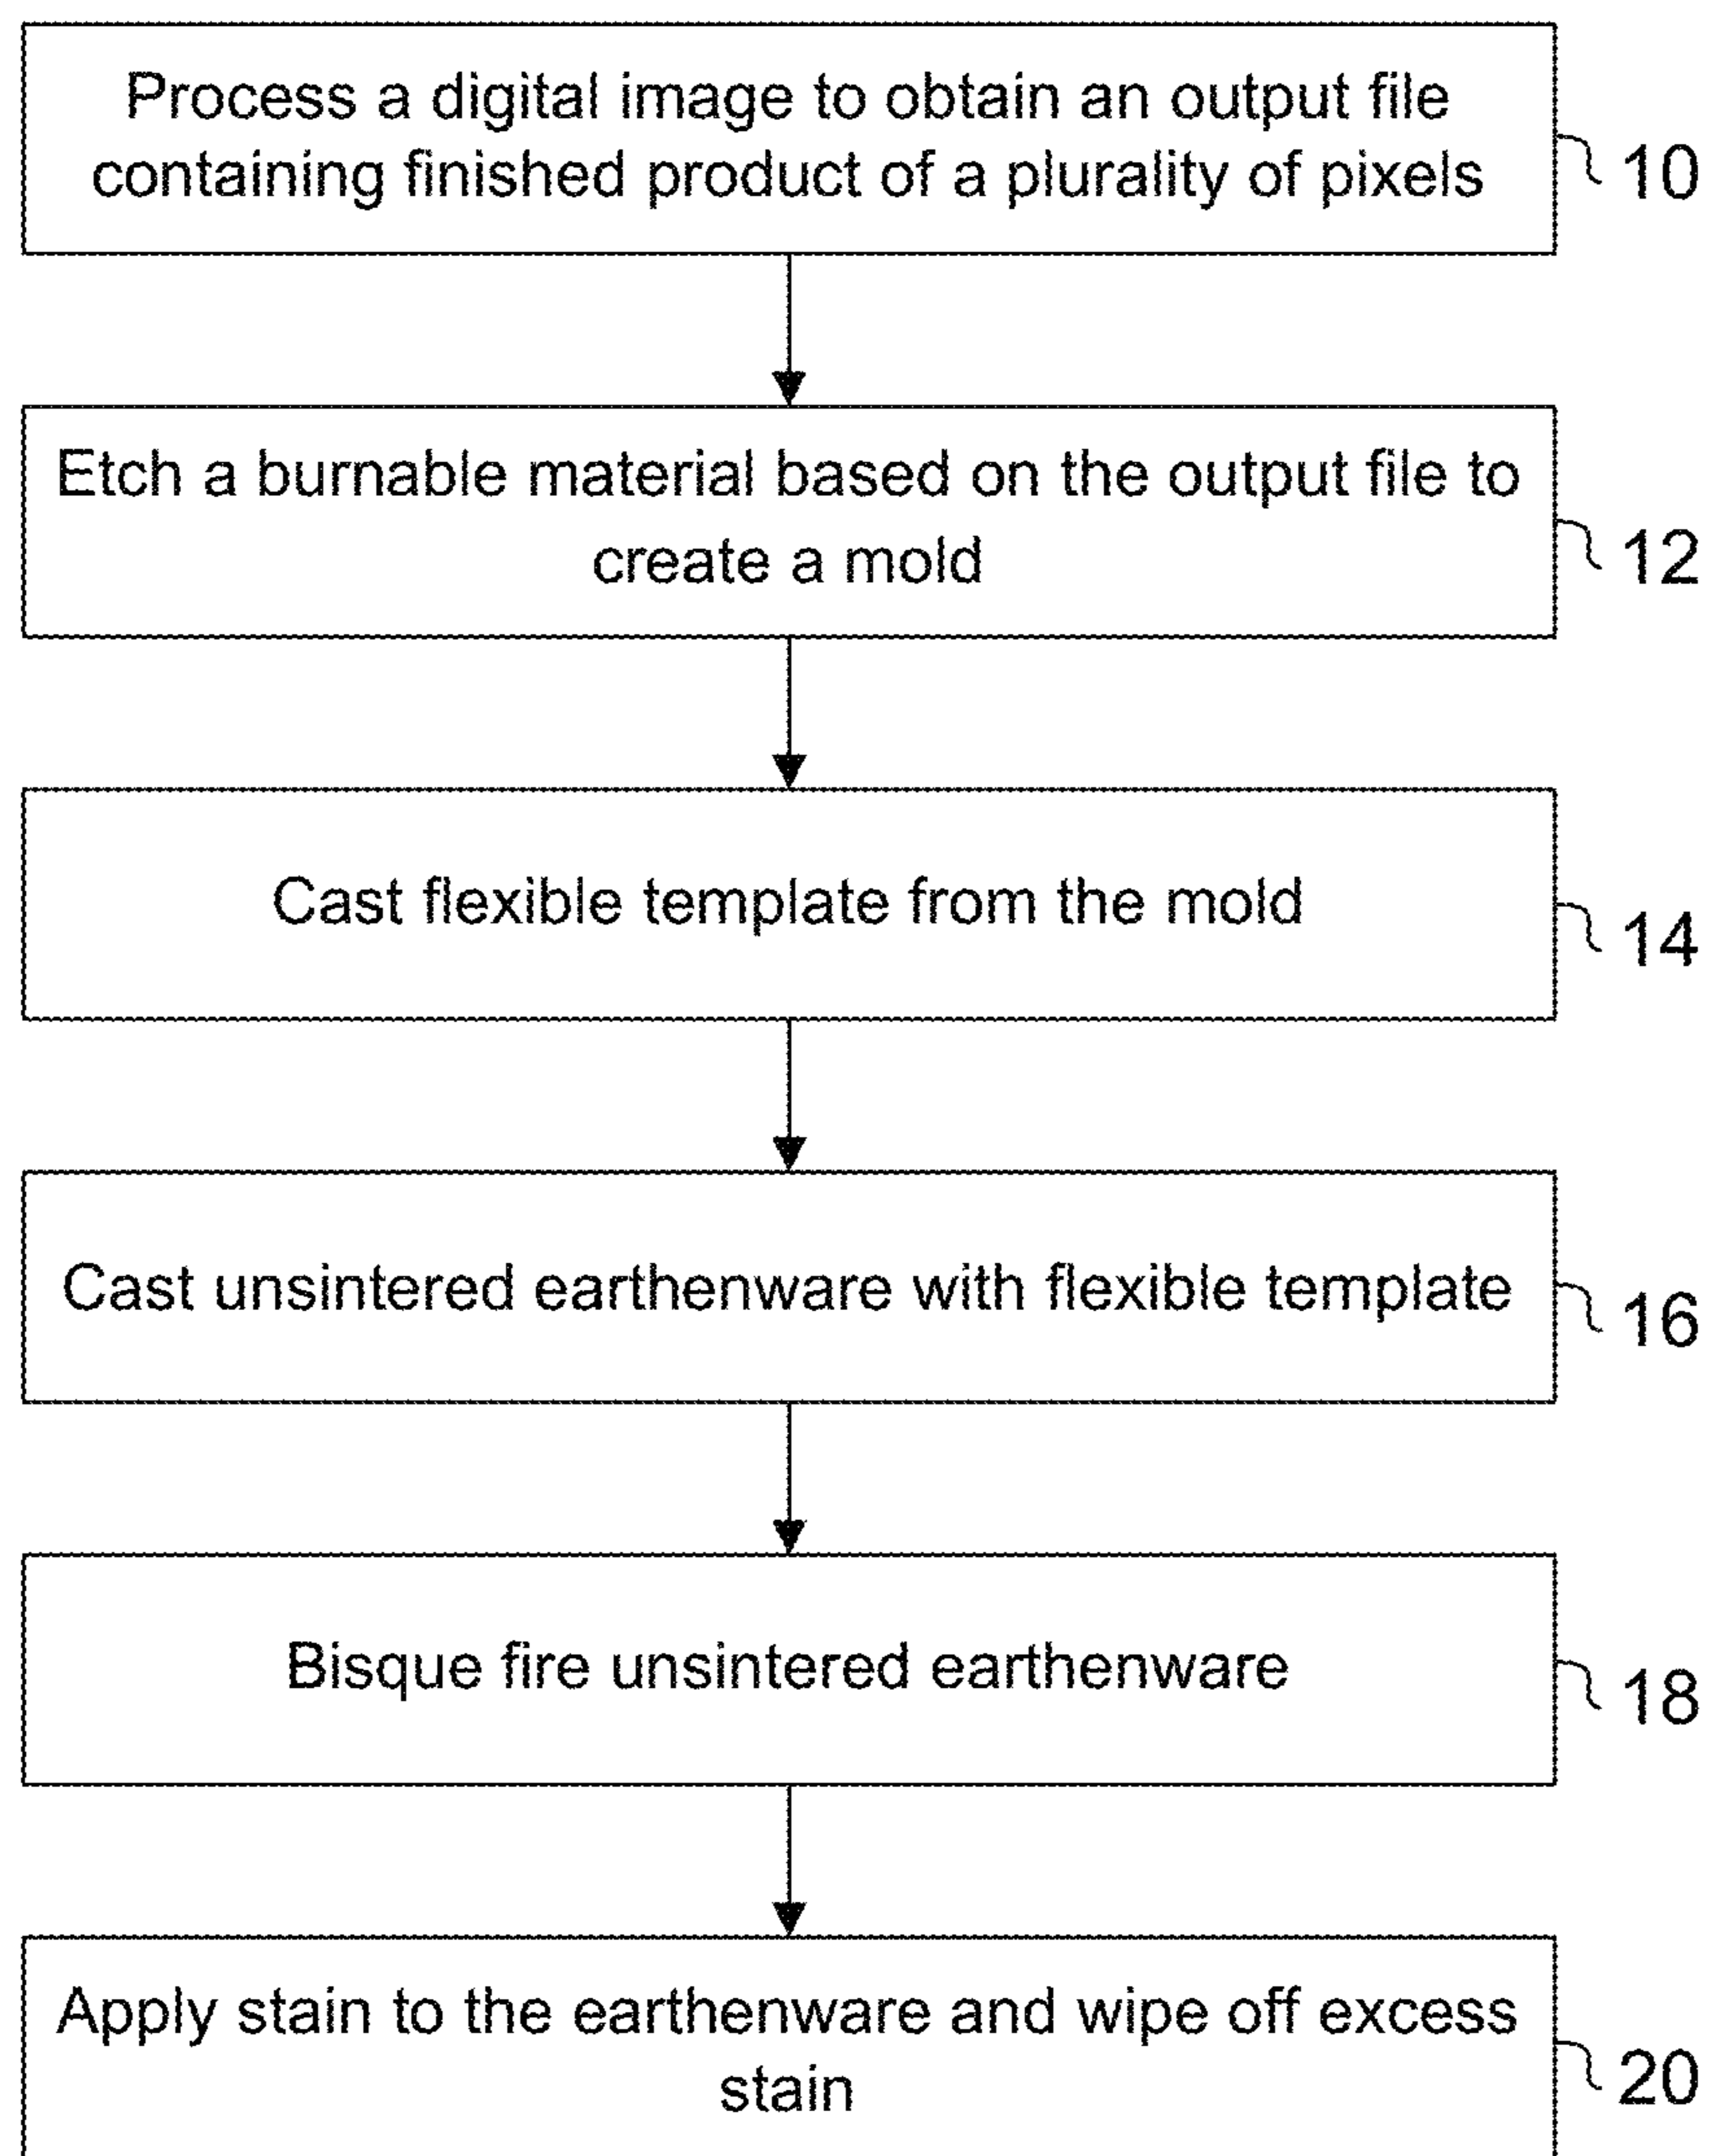 Process a digital image to obtain an output file
containing finished product of a plurality of pixels
10
Etch a burnable material based on the output file to
create a mold
12
Cast flexible template from the mold
14
Cast unsintered earthenware with flexible template
16
Bisque fire unsintered earthenware
18
Apply stain to the earthenware and wipe off excess
stain
20